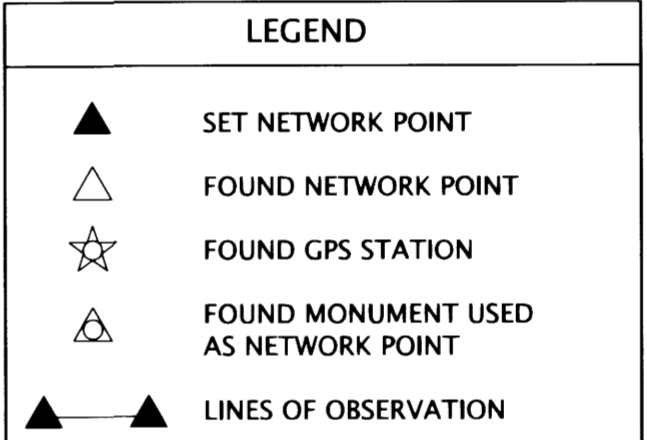 LEGEND
SET NETWORK POINT
FOUND NETWORK POINT
FOUND GPS STATION
FOUND MONUMENT USED
AS NETWORK POINT
LINES OF OBSERVATION